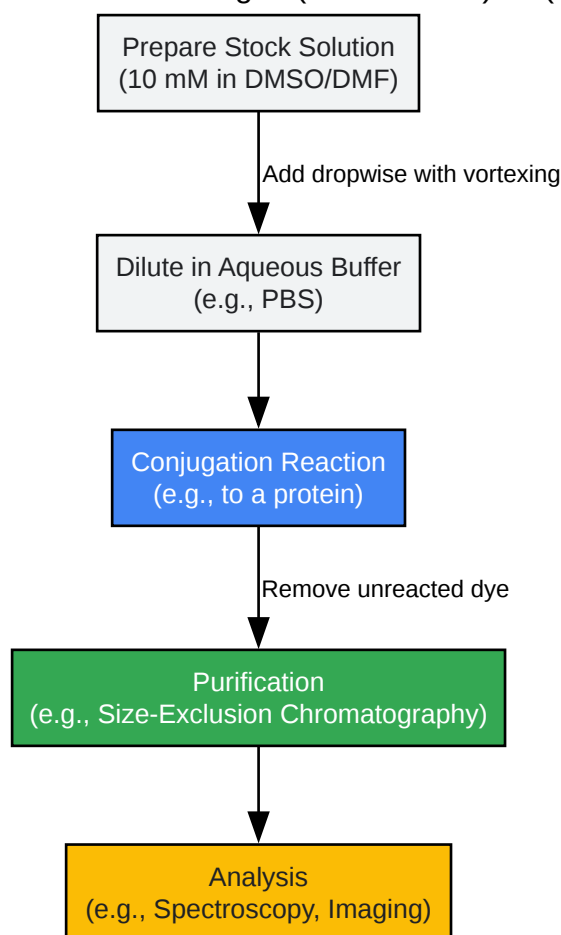 Prepare Stock Solution
(10 mM in DMSO/DMF)
Add dropwise with vortexing
Dilute in Aqueous Buffer
(e.g., PBS)
Conjugation Reaction
(e.g., to a protein)
Remove unreacted dye
Purification
(e.g., Size-Exclusion Chromatography)
Analysis
(e.g., Spectroscopy, Imaging)